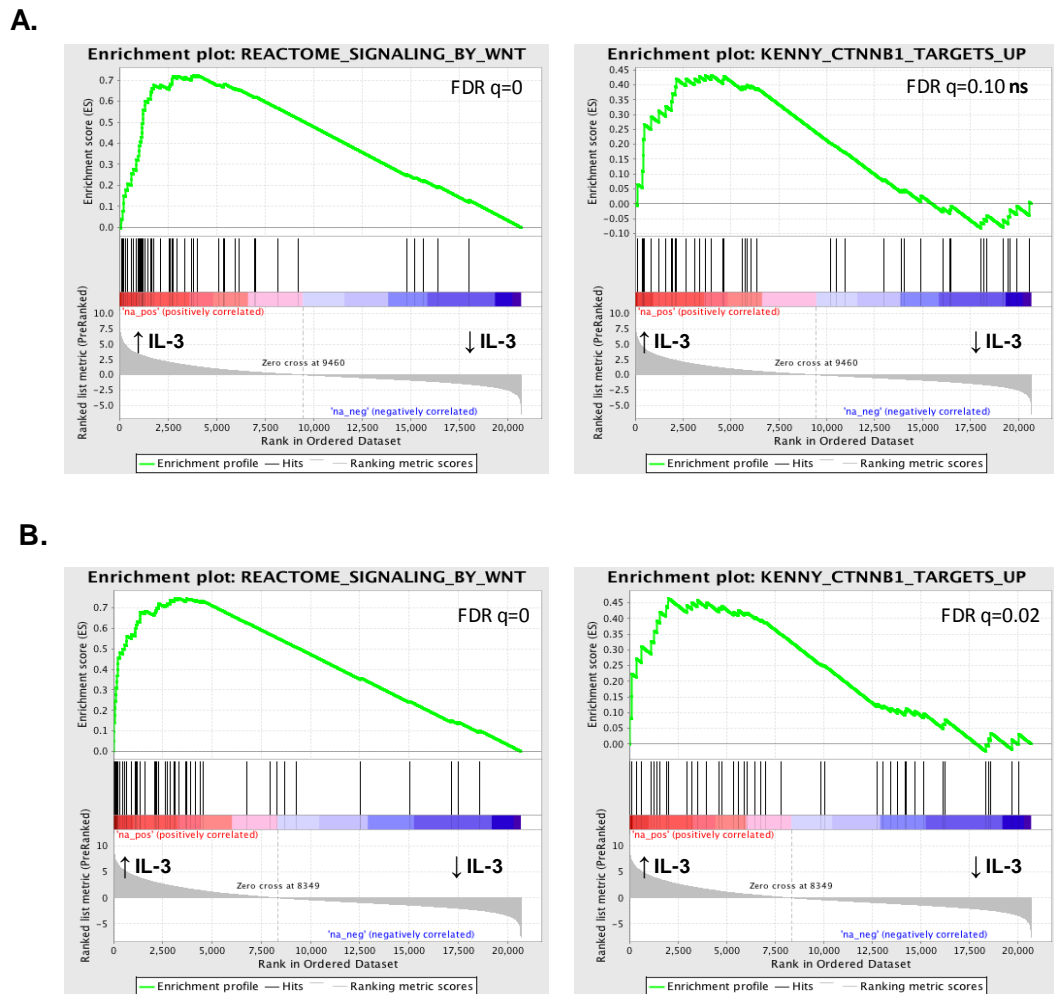 A.
Enrichment plot: REACTOME_SIGNALING_BY_WNT
FDR q=0
Enrichment score (ES)
0.7
0.6
0.5
0.4
0.3
0.2
0.1
0.0
'na_pos' (positively correlated)
Ranked list metric (PreRanked)
10.0
7.5
5.0
2.5
0.0
-2.5
-5.0
↑ IL-3
↓ IL-3
Zero cross at 9460
'na_neg' (negatively correlated)
0 2,500 5,000 7,500 10,000 12,500 15,000 17,500 20,000
Rank in Ordered Dataset
Enrichment profile Hits Ranking metric scores
Enrichment plot: KENNY_CTNNB1_TARGETS_UP
FDR q=0.10 ns
Enrichment score (ES)
0.45
0.40
0.35
0.30
0.25
0.20
0.15
0.10
0.05
0.00
-0.05
-0.10
'na_pos' (positively correlated)
Ranked list metric (PreRanked)
10.0
7.5
5.0
2.5
0.0
-2.5
-5.0
↑ IL-3
↓ IL-3
Zero cross at 9460
'na_neg' (negatively correlated)
0 2,500 5,000 7,500 10,000 12,500 15,000 17,500 20,000
Rank in Ordered Dataset
Enrichment profile Hits Ranking metric scores
B.
Enrichment plot: REACTOME_SIGNALING_BY_WNT
FDR q=0
Enrichment score (ES)
0.7
0.6
0.5
0.4
0.3
0.2
0.1
0.0
'na_pos' (positively correlated)
Ranked list metric (PreRanked)
10
5
0
-5
↑ IL-3
↓ IL-3
Zero cross at 8349
'na_neg' (negatively correlated)
0 2,500 5,000 7,500 10,000 12,500 15,000 17,500 20,000
Rank in Ordered Dataset
Enrichment profile Hits Ranking metric scores
Enrichment plot: KENNY_CTNNB1_TARGETS_UP
FDR q=0.02
Enrichment score (ES)
0.45
0.40
0.35
0.30
0.25
0.20
0.15
0.10
0.05
0.00
'na_pos' (positively correlated)
Ranked list metric (PreRanked)
10
5
0
-5
↑ IL-3
↓ IL-3
Zero cross at 8349
'na_neg' (negatively correlated)
0 2,500 5,000 7,500 10,000 12,500 15,000 17,500 20,000
Rank in Ordered Dataset
Enrichment profile Hits Ranking metric scores